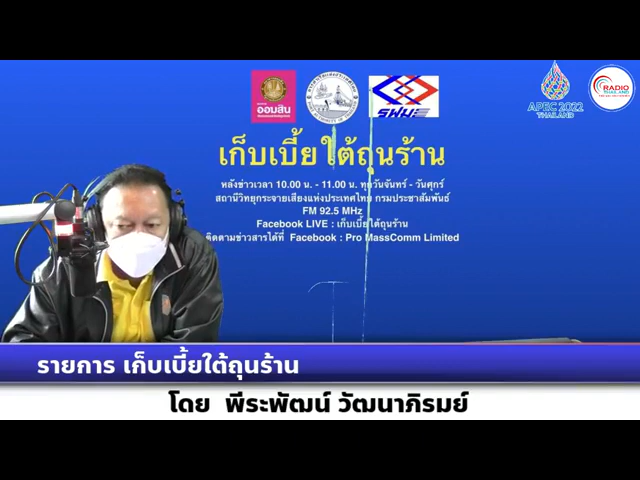 ออมสิน
รฟม
APEC 2022
THAILAND
RADIO
THAILAND
เก็บเบี้ยใต้ถุนร้าน
หลังข่าวเวลา 10.00 น. - 11.00 น. ทุกวันจันทร์ - วันศุกร์
สถานีวิทยุกระจายเสียงแห่งประเทศไทย กรมประชาสัมพันธ์
FM 92.5 MHz
Facebook LIVE : เก็บเบี้ยใต้ถุนร้าน
ติดตามข่าวสารได้ที่ Facebook : Pro MassComm Limited
รายการ เก็บเบี้ยใต้ถุนร้าน
โดย พีระพัฒน์ วัฒนาภิรมย์